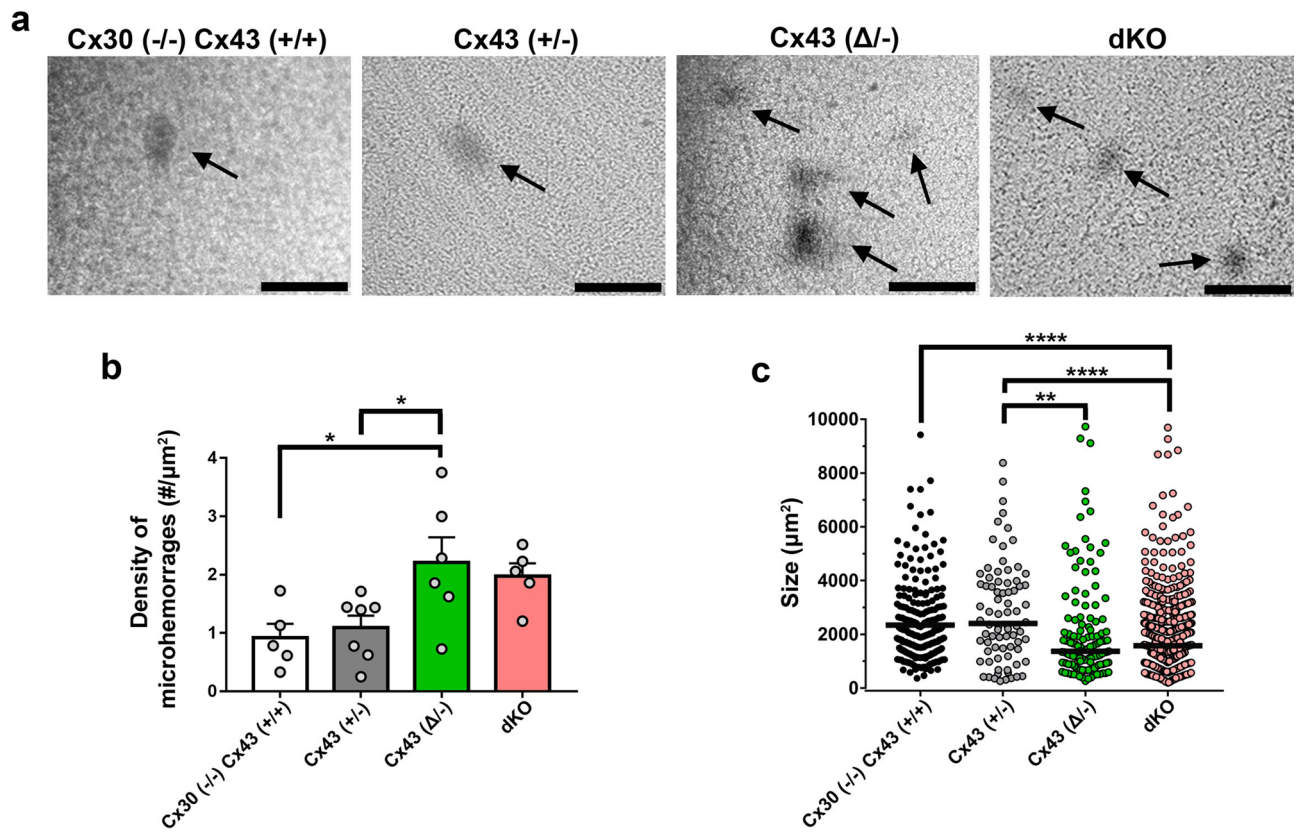 a
Cx30 (-/-) Cx43 (+/+)
Cx43 (+/-)
Cx43 (Δ/-)
dKO
b
*
*
Density of
microhemorrages (#/µm²)
4
3
2
1
0
Cx30 (-/-) Cx43 (+/+)
Cx43 (+/-)
Cx43 (Δ/-)
dKO
c
****
****
**
Size (µm²)
10000
8000
6000
4000
2000
0
Cx30 (-/-) Cx43 (+/+)
Cx43 (+/-)
Cx43 (Δ/-)
dKO